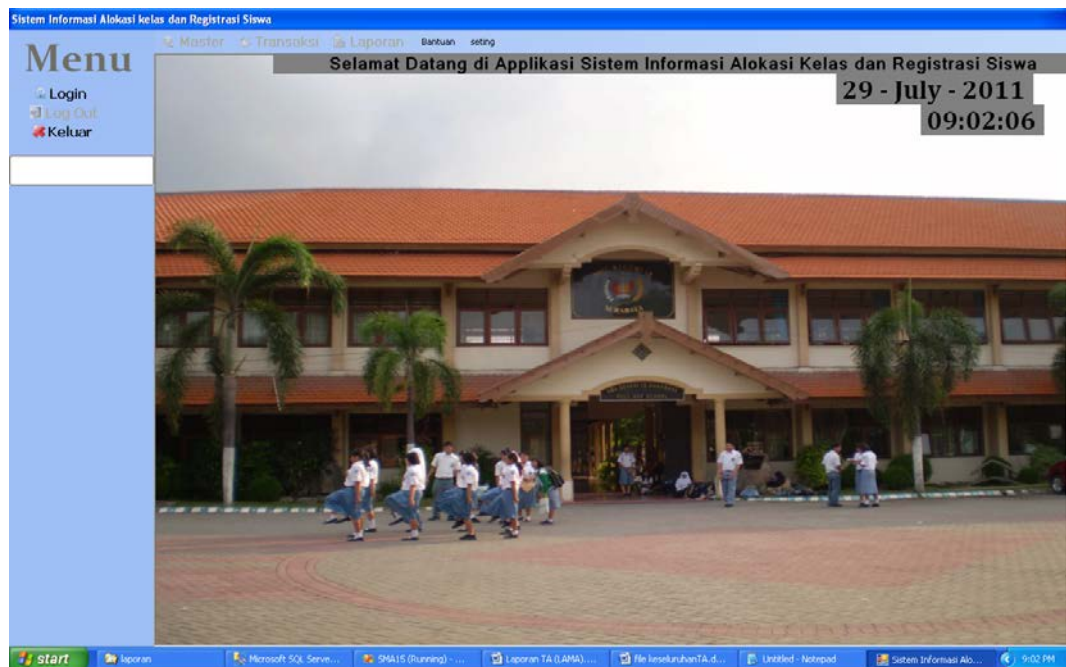 Sistem Informasi Alokasi kelas dan Registrasi Siswa
Master Transaksi Laporan Bantuan seting
Menu
Selamat Datang di Applikasi Sistem Informasi Alokasi Kelas dan Registrasi Siswa
29 - July - 2011
09:02:06
Login
Log Out
Keluar
SURABAYA
start laporan Microsoft SQL Serve... SMA15 (Running) - ... Laporan TA (LAMA).... file keseluruhanTA.d... Untitled - Notepad Sistem Informasi Alo... 9:02 PM